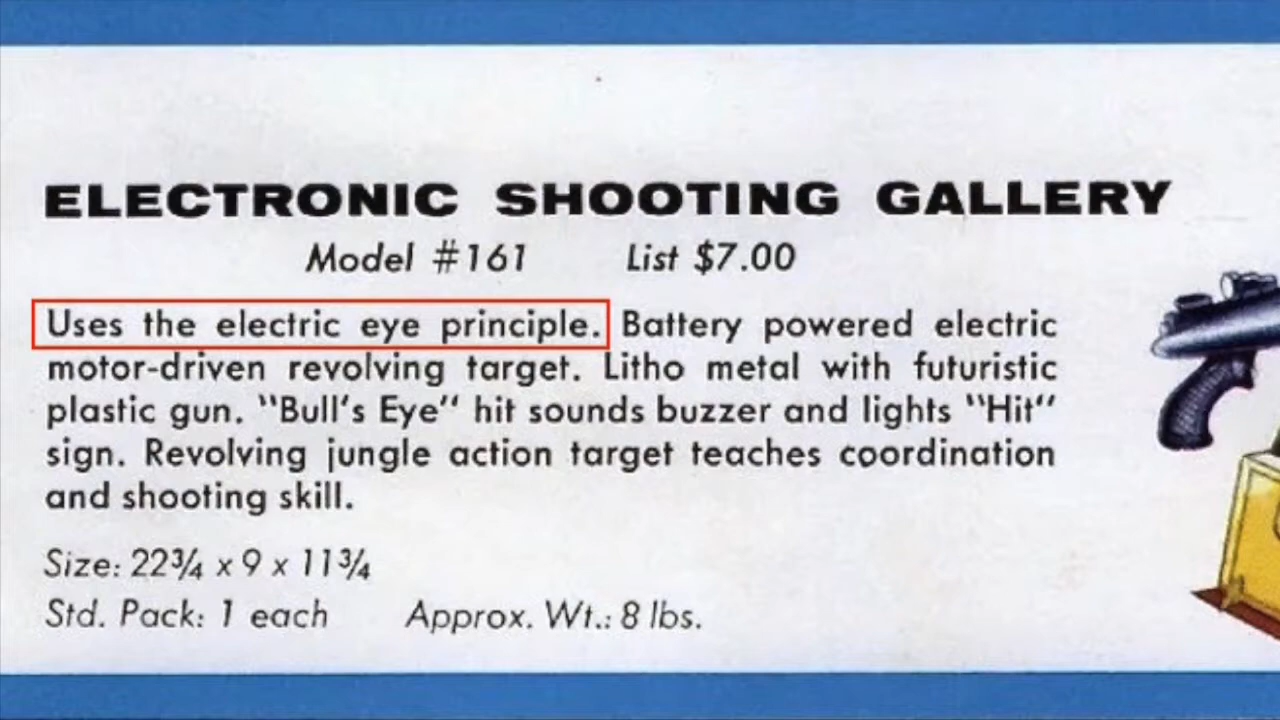 ELECTRONIC SHOOTING GALLERY
Model #161 List $7.00
Uses the electric eye principle. Battery powered electric
motor-driven revolving target. Litho metal with futuristic
plastic gun. "Bull's Eye" hit sounds buzzer and lights "Hit"
sign. Revolving jungle action target teaches coordination
and shooting skill.
Size: 22¾ x 9 x 11¾
Std. Pack: 1 each Approx. Wt.: 8 lbs.